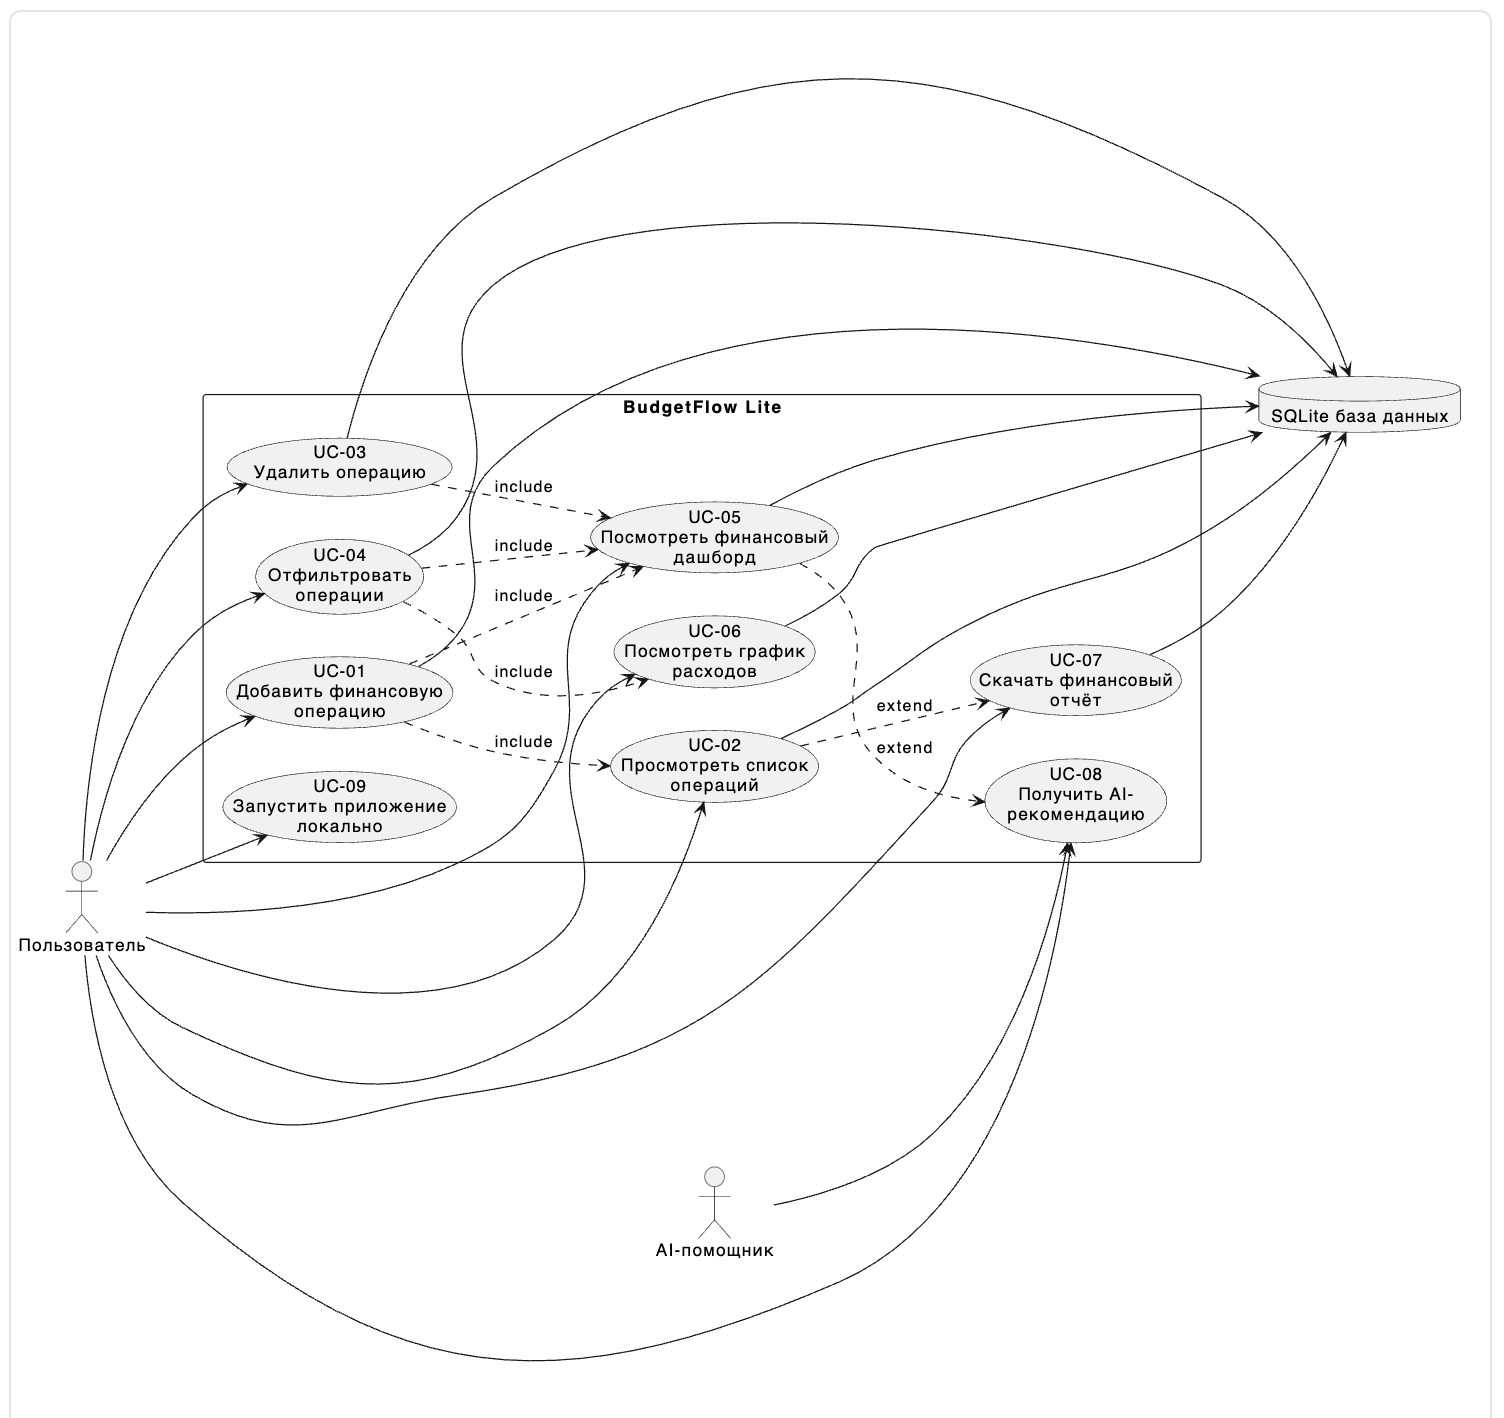 BudgetFlow Lite
SQLite база данных
UC-03
Удалить операцию
include
UC-05
Посмотреть финансовый
дашборд
UC-04
Отфильтровать
операции
include
include
UC-06
Посмотреть график
расходов
UC-01
Добавить финансовую
операцию
include
UC-07
Скачать финансовый
отчёт
extend
include
UC-02
Просмотреть список
операций
extend
UC-09
Запустить приложение
локально
UC-08
Получить AI-
рекомендацию
Пользователь
AI-помощник